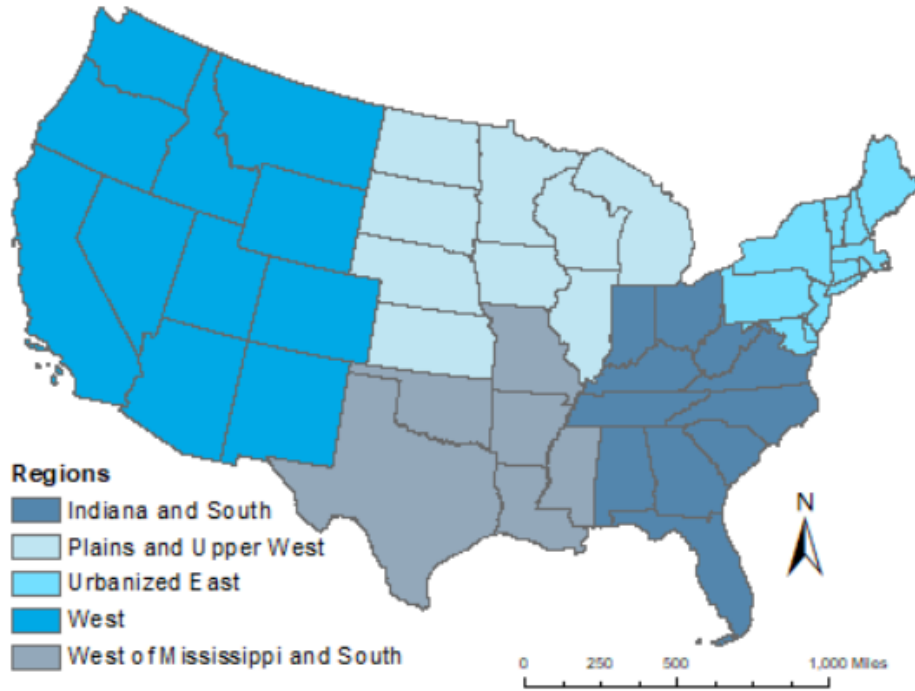 Regions
Indiana and South
Plains and Upper West
Urbanized East
West
West of Mississippi and South
N
0 250 500 1,000 Miles